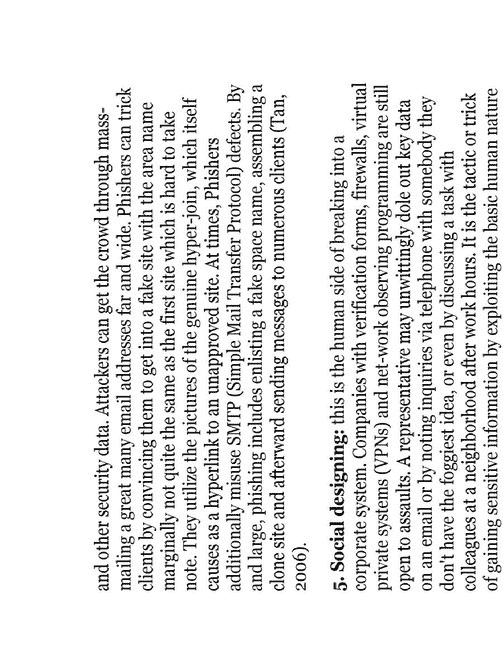 and other security data. Attackers can get the crowd through mass-
mailing a great many email addresses far and wide. Phishers can trick
clients by convincing them to get into a fake site with the area name
marginally not quite the same as the first site which is hard to take
note. They utilize the pictures of the genuine hyper-join, which itself
causes as a hyperlink to an unapproved site. At times, Phishers
additionally misuse SMTP (Simple Mail Transfer Protocol) defects. By
and large, phishing includes enlisting a fake space name, assembling a
clone site and afterward sending messages to numerous clients (Tan,
2006).
5. Social designing: this is the human side of breaking into a
corporate system. Companies with verification forms, firewalls, virtual
private systems (VPNs) and net-work observing programming are still
open to assaults. A representative may unwittingly dole out key data
on an email or by noting inquiries via telephone with somebody they
don't have the foggiest idea, or even by discussing a task with
colleagues at a neighborhood after work hours. It is the tactic or trick
of gaining sensitive information by exploiting the basic human nature